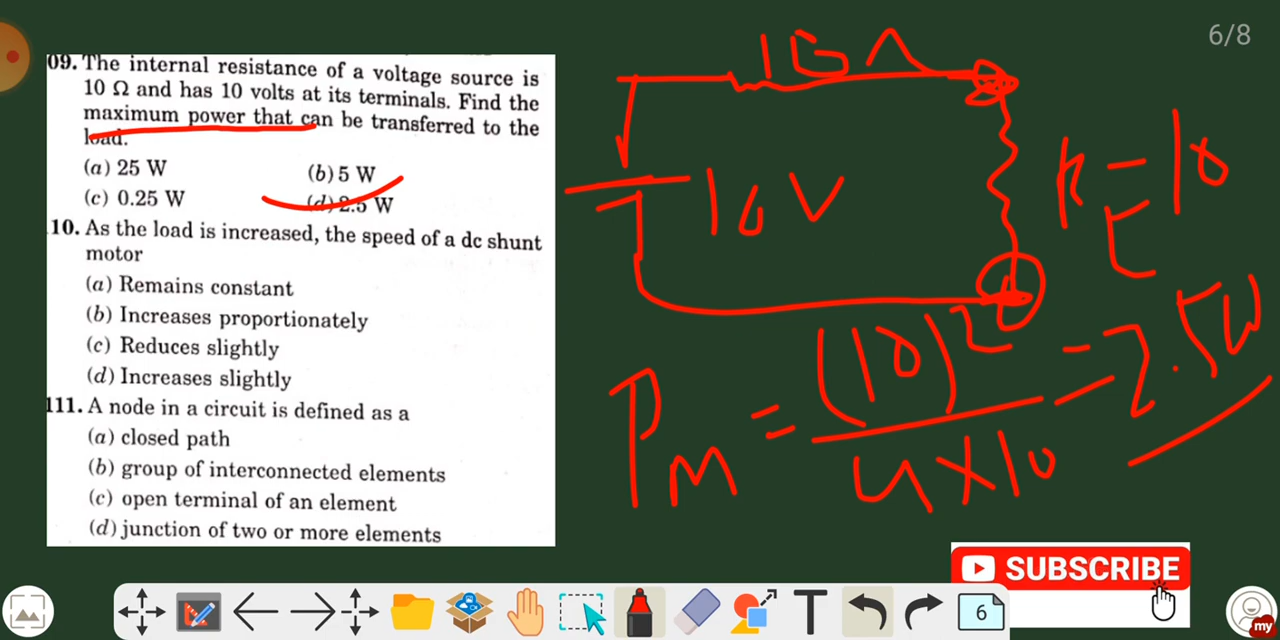 6/8
09. The internal resistance of a voltage source is
10 Ω and has 10 volts at its terminals. Find the
maximum power that can be transferred to the
load.
(a) 25 W (b) 5 W
(c) 0.25 W (d) 2.5 W
10. As the load is increased, the speed of a dc shunt
motor
(a) Remains constant
(b) Increases proportionately
(c) Reduces slightly
(d) Increases slightly
111. A node in a circuit is defined as a
(a) closed path
(b) group of interconnected elements
(c) open terminal of an element
(d) junction of two or more elements
10V
R = 10
(10)²
PM = = 2.5W
4×10
SUBSCRIBE
T
6
my